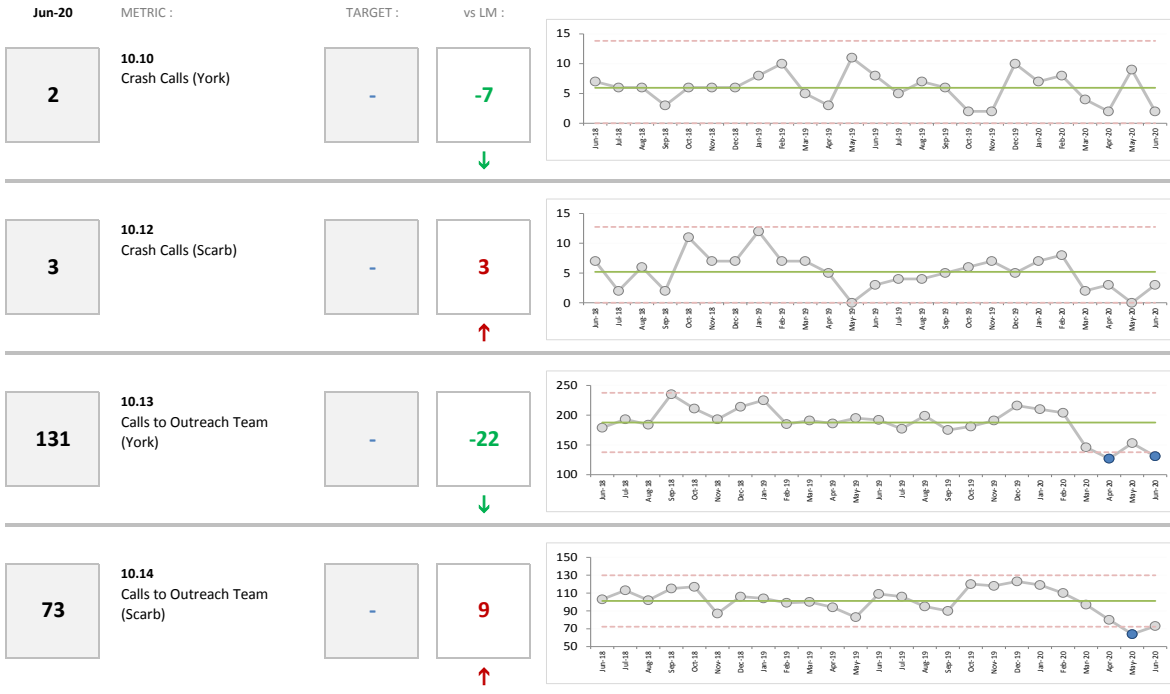 Jun-20 METRIC : TARGET : vs LM :
10.10
Crash Calls (York)
2 - -7
↓
15
10
5
0
Jun-18 Jul-18 Aug-18 Sep-18 Oct-18 Nov-18 Dec-18 Jan-19 Feb-19 Mar-19 Apr-19 May-19 Jun-19 Jul-19 Aug-19 Sep-19 Oct-19 Nov-19 Dec-19 Jan-20 Feb-20 Mar-20 Apr-20 May-20 Jun-20
10.12
Crash Calls (Scarb)
3 - 3
↑
15
10
5
0
Jun-18 Jul-18 Aug-18 Sep-18 Oct-18 Nov-18 Dec-18 Jan-19 Feb-19 Mar-19 Apr-19 May-19 Jun-19 Jul-19 Aug-19 Sep-19 Oct-19 Nov-19 Dec-19 Jan-20 Feb-20 Mar-20 Apr-20 May-20 Jun-20
10.13
Calls to Outreach Team
(York)
131 - -22
↓
250
200
150
100
Jun-18 Jul-18 Aug-18 Sep-18 Oct-18 Nov-18 Dec-18 Jan-19 Feb-19 Mar-19 Apr-19 May-19 Jun-19 Jul-19 Aug-19 Sep-19 Oct-19 Nov-19 Dec-19 Jan-20 Feb-20 Mar-20 Apr-20 May-20 Jun-20
10.14
Calls to Outreach Team
(Scarb)
73 - 9
↑
150
130
110
90
70
50
Jun-18 Jul-18 Aug-18 Sep-18 Oct-18 Nov-18 Dec-18 Jan-19 Feb-19 Mar-19 Apr-19 May-19 Jun-19 Jul-19 Aug-19 Sep-19 Oct-19 Nov-19 Dec-19 Jan-20 Feb-20 Mar-20 Apr-20 May-20 Jun-20